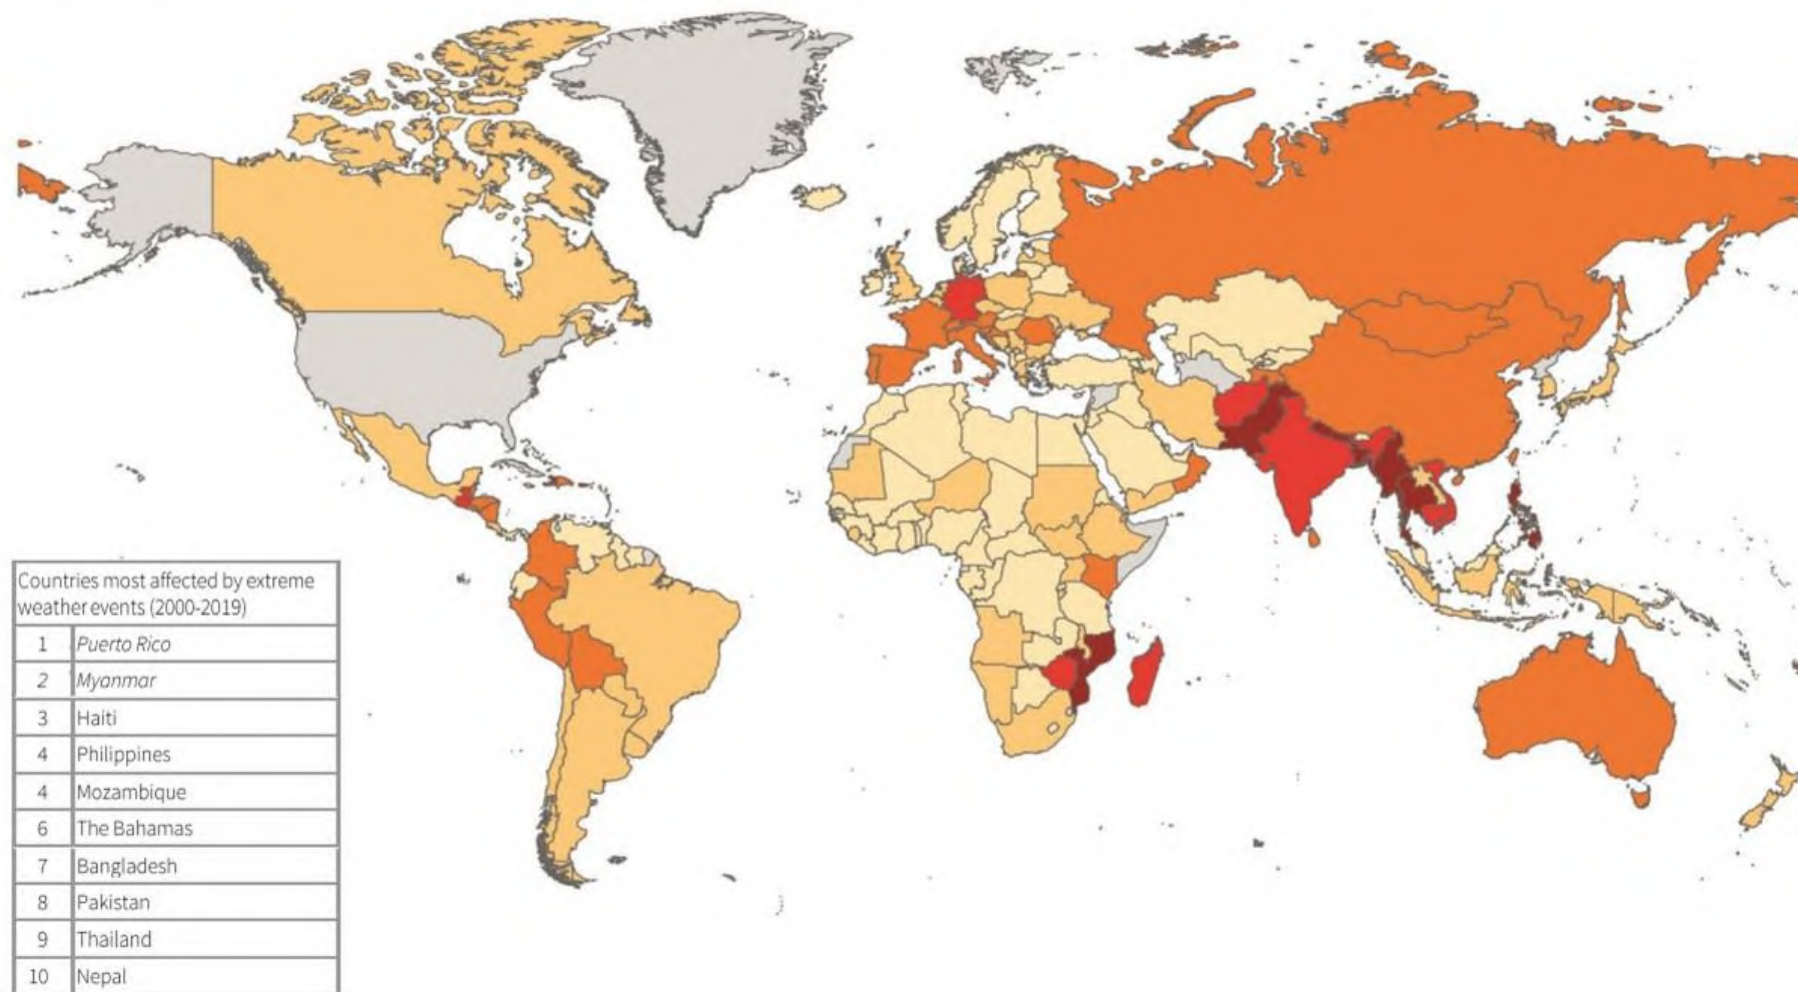 Countries most affected by extreme
weather events (2000-2019)
1 Puerto Rico
2 Myanmar
3 Haiti
4 Philippines
4 Mozambique
6 The Bahamas
7 Bangladesh
8 Pakistan
9 Thailand
10 Nepal